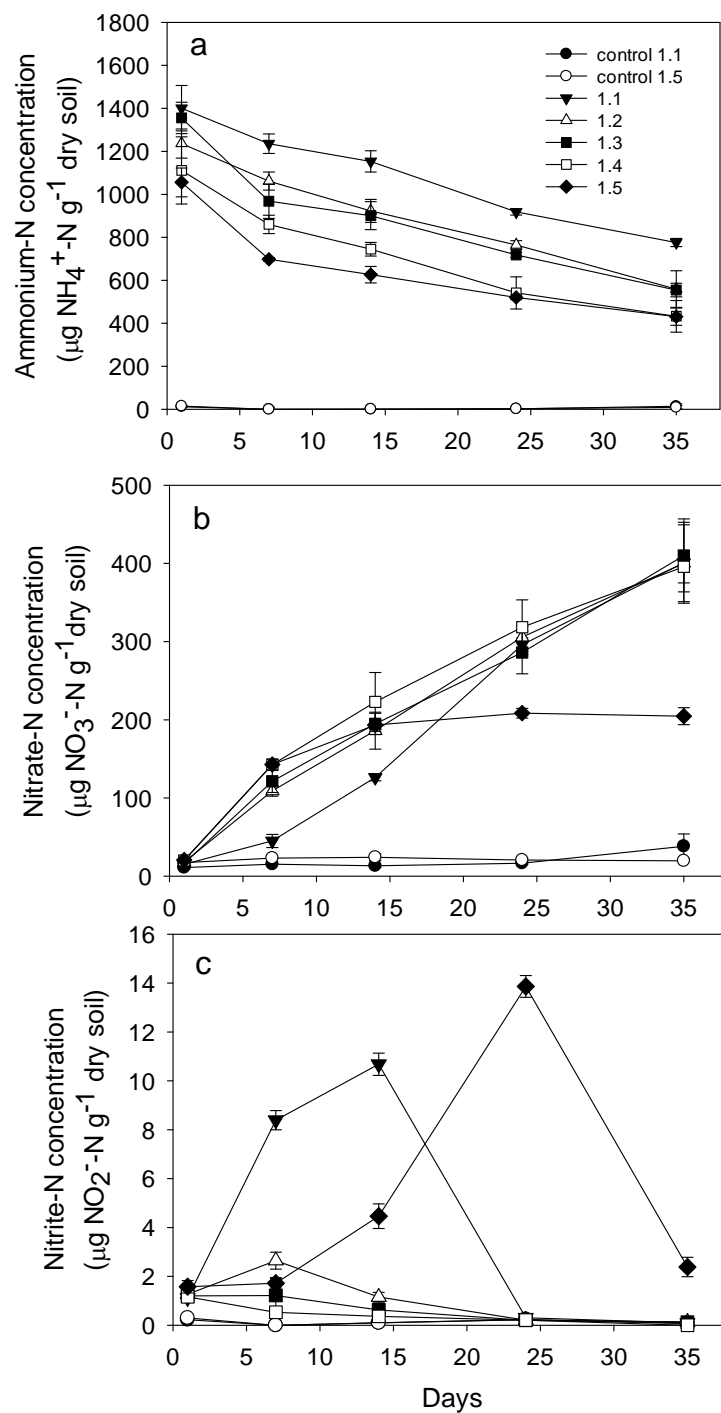 a
1800
1600
1400
1200
1000
800
600
400
200
0
Ammonium-N concentration
(µg NH4+-N g-1 dry soil)
control 1.1
control 1.5
1.1
1.2
1.3
1.4
1.5
0 5 10 15 20 25 30 35
b
500
400
300
200
100
0
Nitrate-N concentration
(µg NO3--N g-1dry soil)
0 5 10 15 20 25 30 35
c
16
14
12
10
8
6
4
2
0
Nitrite-N concentration
(µg NO2--N g-1 dry soil)
0 5 10 15 20 25 30 35
Days